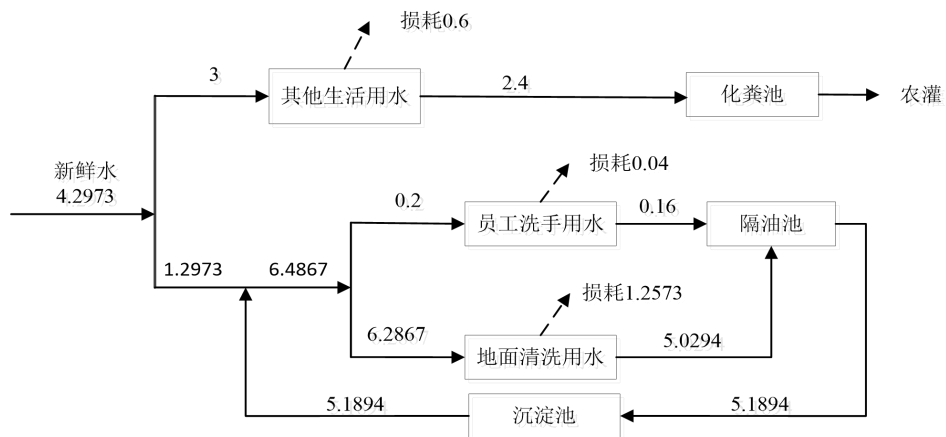 损耗0.6
3
其他生活用水
2.4
化粪池
农灌
新鲜水
4.2973
损耗0.04
0.2
员工洗手用水
0.16
隔油池
1.2973
6.4867
损耗1.2573
6.2867
地面清洗用水
5.0294
5.1894
沉淀池
5.1894